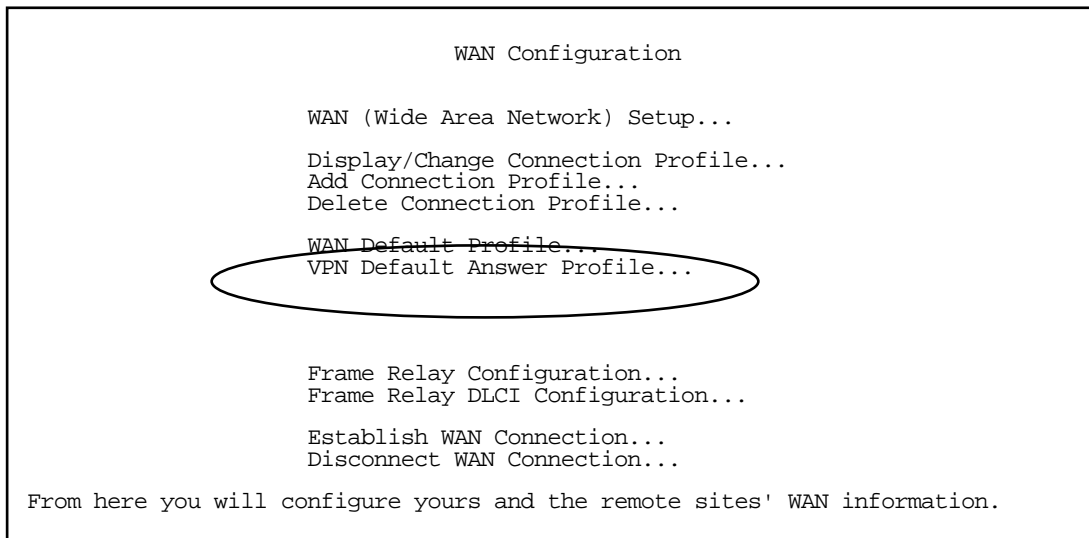 WAN Configuration
WAN (Wide Area Network) Setup...
Display/Change Connection Profile...
Add Connection Profile...
Delete Connection Profile...
WAN Default Profile...
VPN Default Answer Profile...
Frame Relay Configuration...
Frame Relay DLCI Configuration...
Establish WAN Connection...
Disconnect WAN Connection...
From here you will configure yours and the remote sites' WAN information.